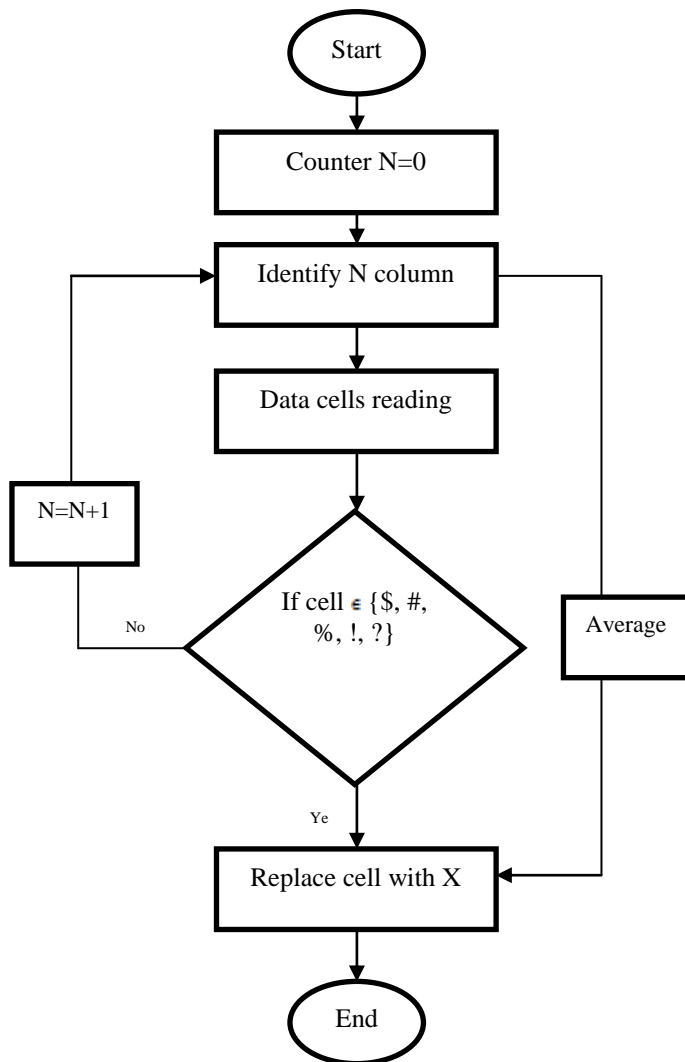 Start
Counter N=0
Identify N column
Data cells reading
N=N+1
If cell ϵ {$, #,
%, !, ?}
No
Average
Ye
Replace cell with X
End